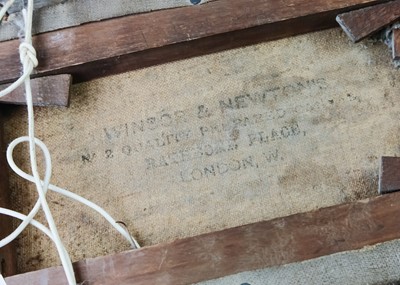 WINSOR & NEWTON'S
No 2 QUALITY PREPARED
RATHBONE PLACE,
LONDON, W.